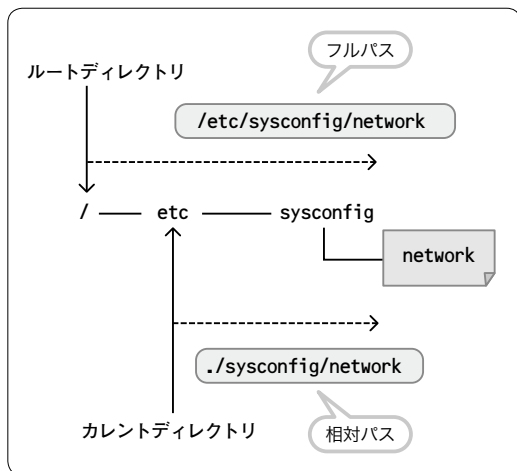 フルパス
ルートディレクトリ
/etc/sysconfig/network
/ etc sysconfig
network
./sysconfig/network
カレントディレクトリ
相対パス